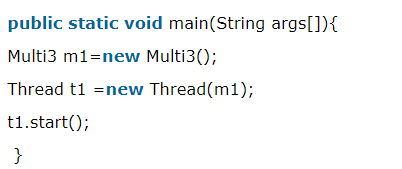 public static void main(String args[]){
Multi3 m1=new Multi3();
Thread t1 =new Thread(m1);
t1.start();
}